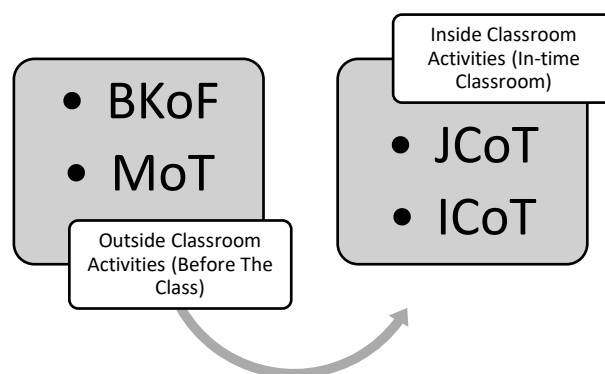 • BKoF
• MoT
Outside Classroom
Activities (Before The
Class)
Inside Classroom
Activities (In-time
Classroom)
• JCoT
• ICoT